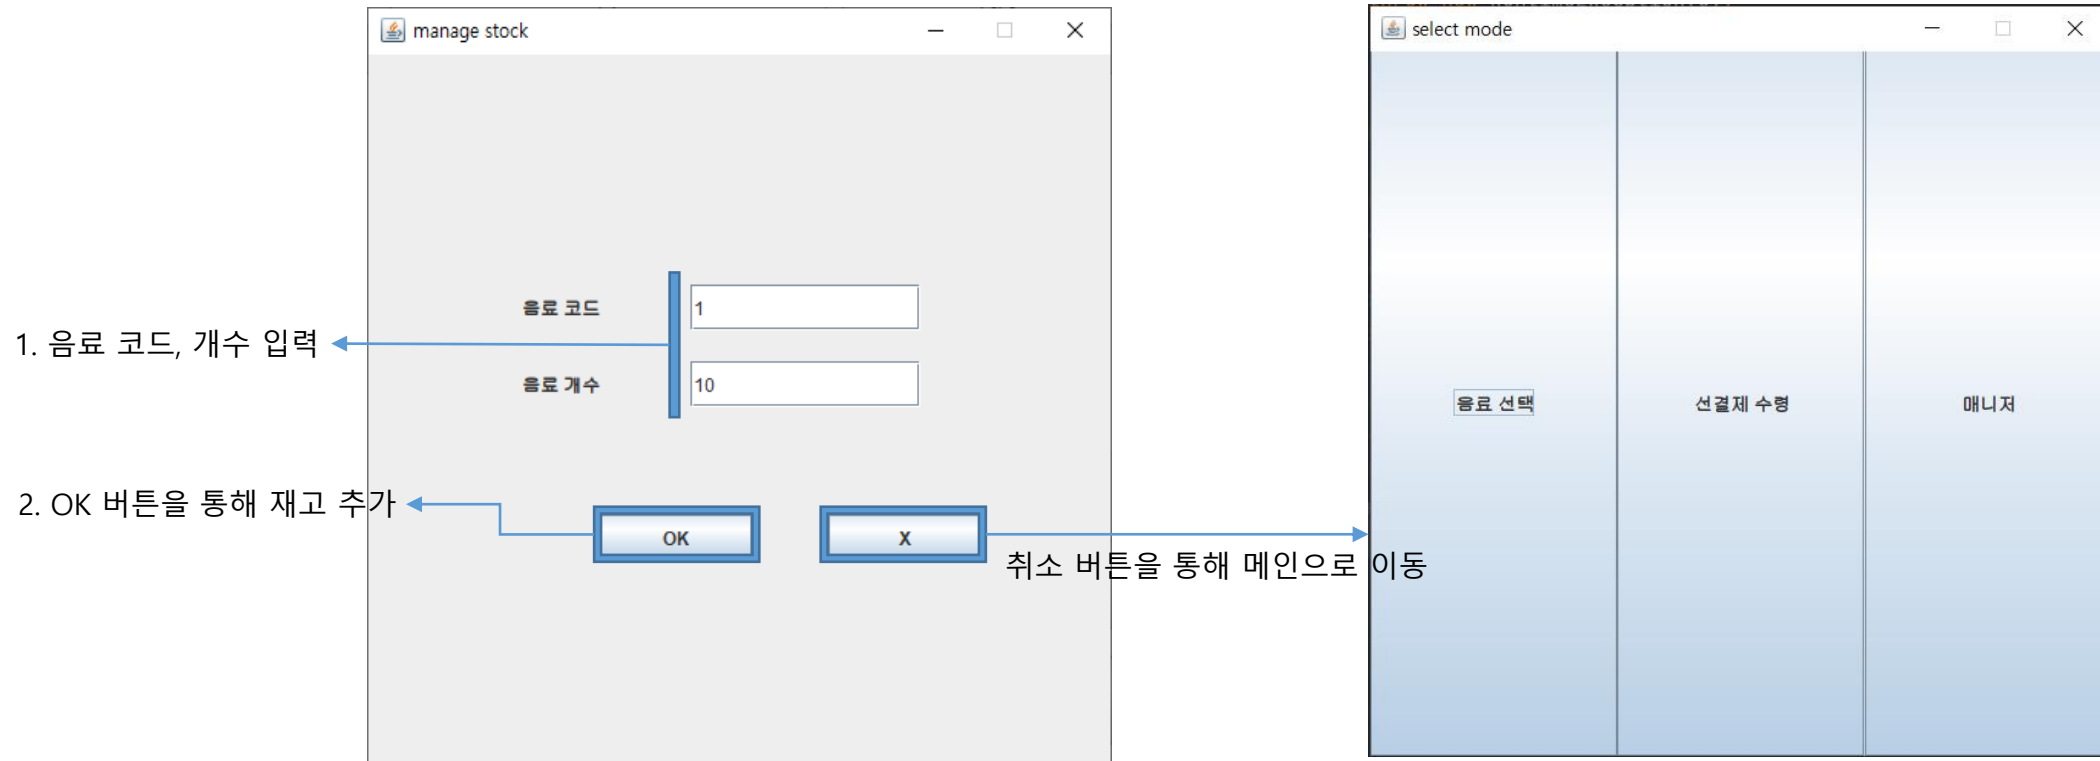 manage stock
음료 코드
1
음료 개수
10
OK
X
1. 음료 코드, 개수 입력
2. OK 버튼을 통해 재고 추가
취소 버튼을 통해 메인으로 이동
select mode
음료 선택
선결제 수령
매니저